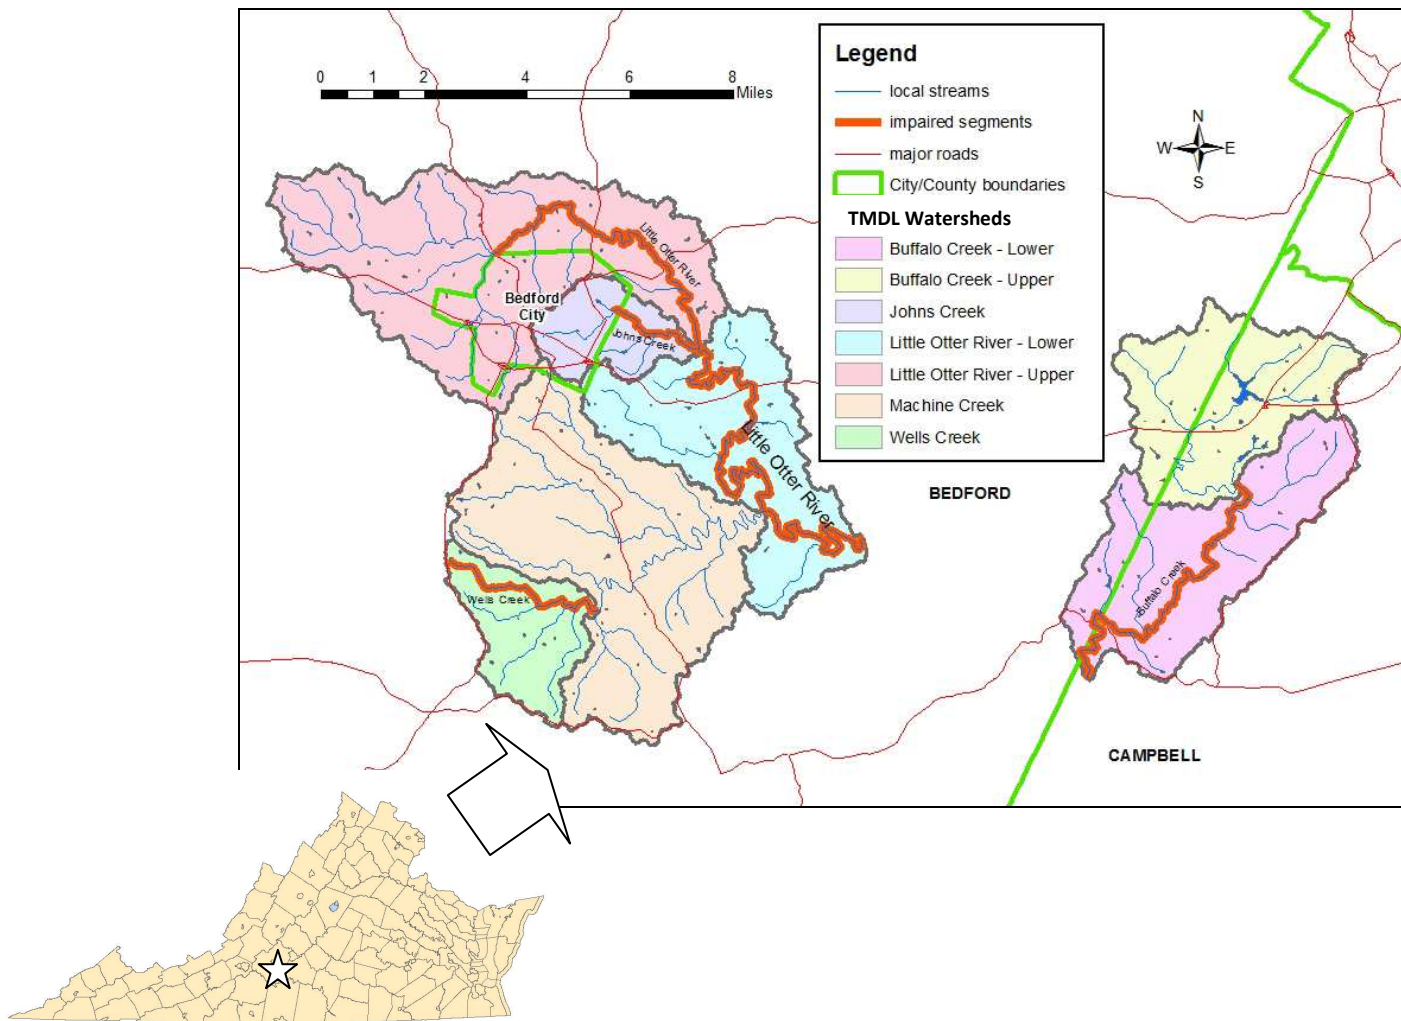 0 1 2 4 6 8
Miles
Legend
local streams
impaired segments
major roads
City/County boundaries
TMDL Watersheds
Buffalo Creek - Lower
Buffalo Creek - Upper
Johns Creek
Little Otter River - Lower
Little Otter River - Upper
Machine Creek
Wells Creek
N
W E
S
Little Otter River
Bedford
City
Johns Creek
Little Otter River
BEDFORD
Wells Creek
Buffalo Creek
CAMPBELL